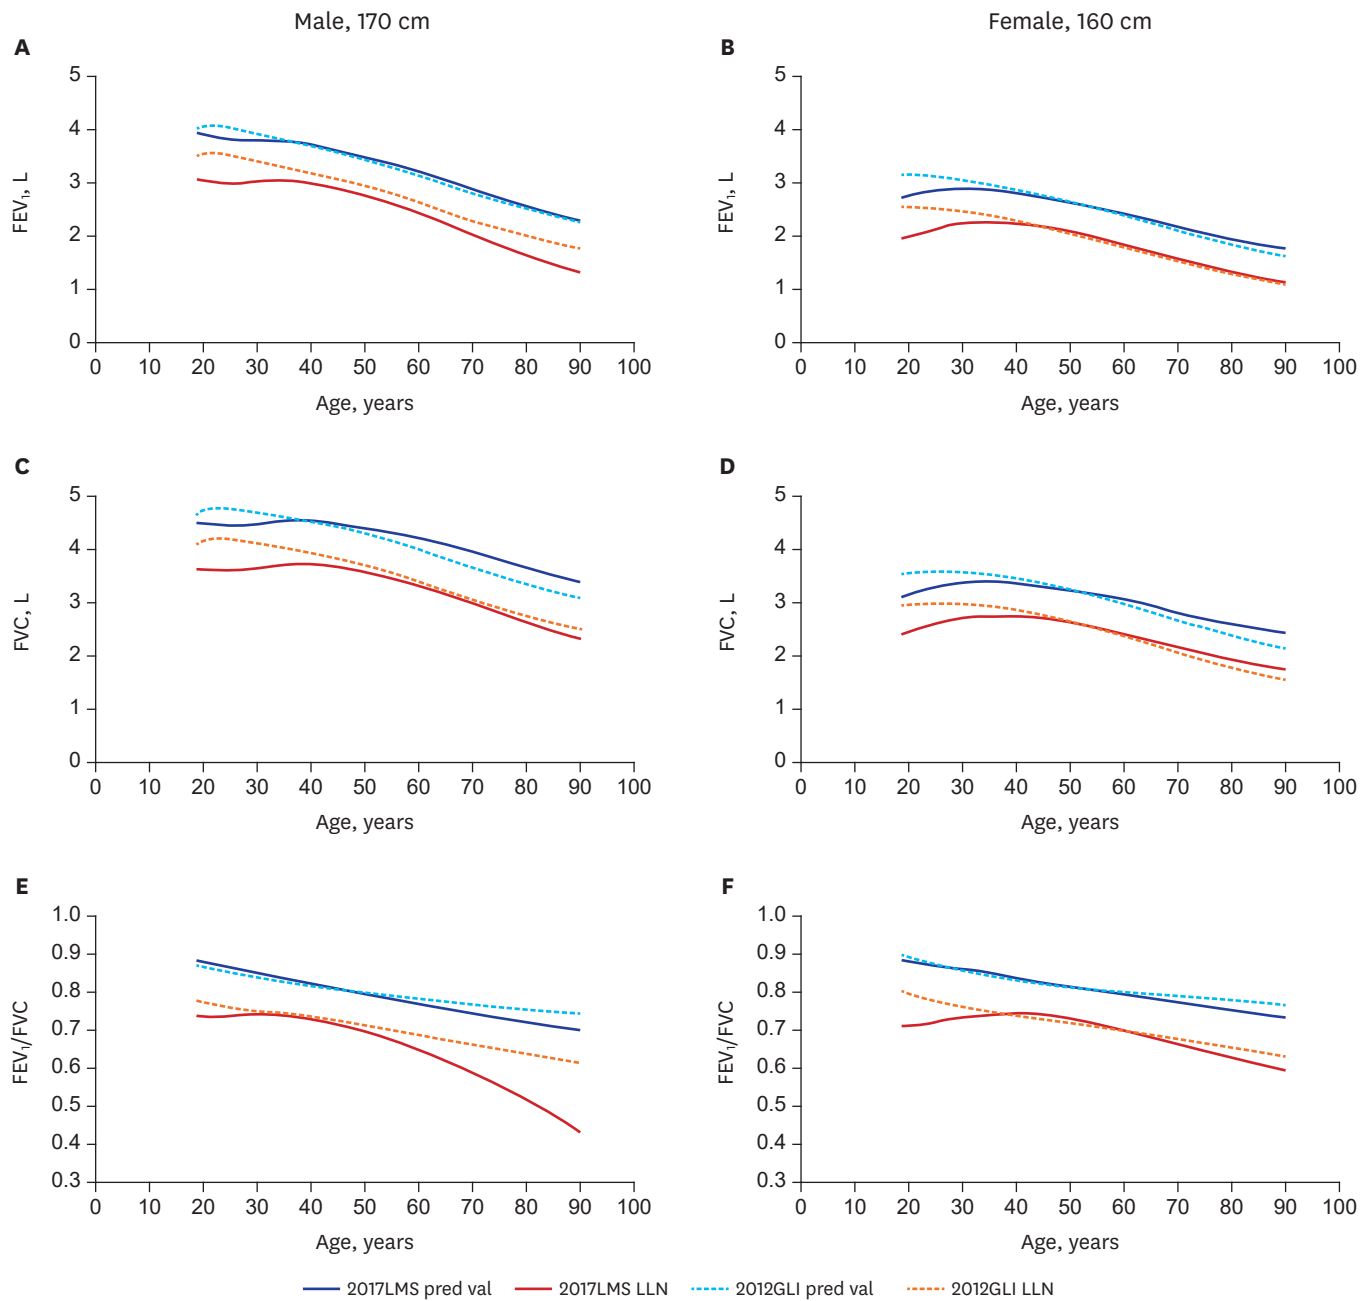 Male, 170 cm
Female, 160 cm
A
5
4
3
2
1
0
FEV₁, L
0 10 20 30 40 50 60 70 80 90 100
Age, years
B
5
4
3
2
1
0
FEV₁, L
0 10 20 30 40 50 60 70 80 90 100
Age, years
C
5
4
3
2
1
0
FVC, L
0 10 20 30 40 50 60 70 80 90 100
Age, years
D
5
4
3
2
1
0
FVC, L
0 10 20 30 40 50 60 70 80 90 100
Age, years
E
1.0
0.9
0.8
0.7
0.6
0.5
0.4
0.3
FEV₁/FVC
0 10 20 30 40 50 60 70 80 90 100
Age, years
F
1.0
0.9
0.8
0.7
0.6
0.5
0.4
0.3
FEV₁/FVC
0 10 20 30 40 50 60 70 80 90 100
Age, years
2017LMS pred val 2017LMS LLN 2012GLI pred val 2012GLI LLN